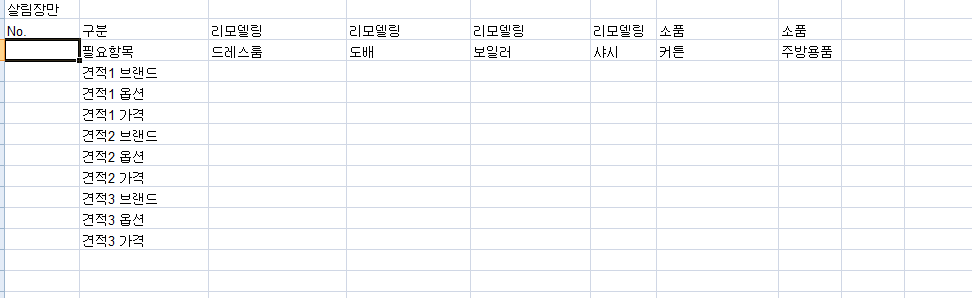 살림장만
No. 구분 리모델링 리모델링 리모델링 리모델링 소품 소품
필요항목 드레스룸 도배 보일러 샤시 커튼 주방용품
견적1 브랜드
견적1 옵션
견적1 가격
견적2 브랜드
견적2 옵션
견적2 가격
견적3 브랜드
견적3 옵션
견적3 가격